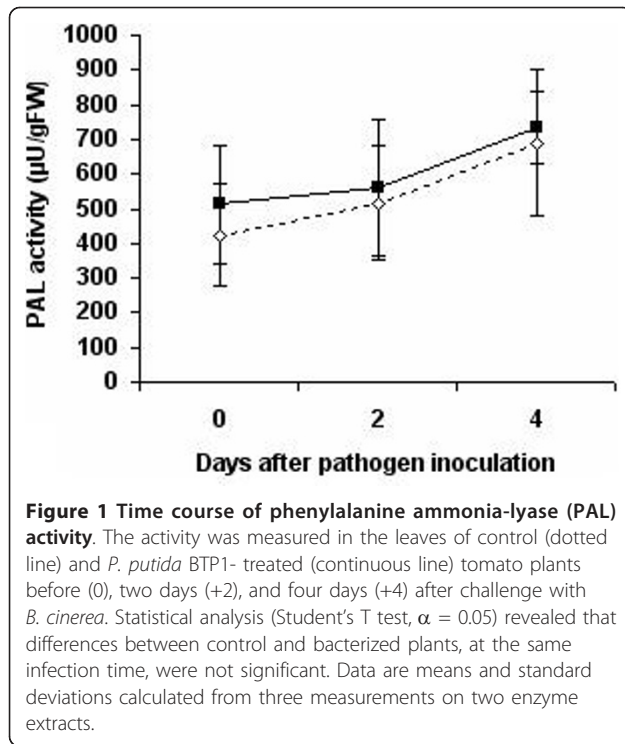 1000
900
800
700
600
500
400
300
200
100
0
PAL activity (µU/gFW)
0 2 4
Days after pathogen inoculation
Figure 1 Time course of phenylalanine ammonia-lyase (PAL)
activity. The activity was measured in the leaves of control (dotted
line) and P. putida BTP1- treated (continuous line) tomato plants
before (0), two days (+2), and four days (+4) after challenge with
B. cinerea. Statistical analysis (Student's T test, α = 0.05) revealed that
differences between control and bacterized plants, at the same
infection time, were not significant. Data are means and standard
deviations calculated from three measurements on two enzyme
extracts.